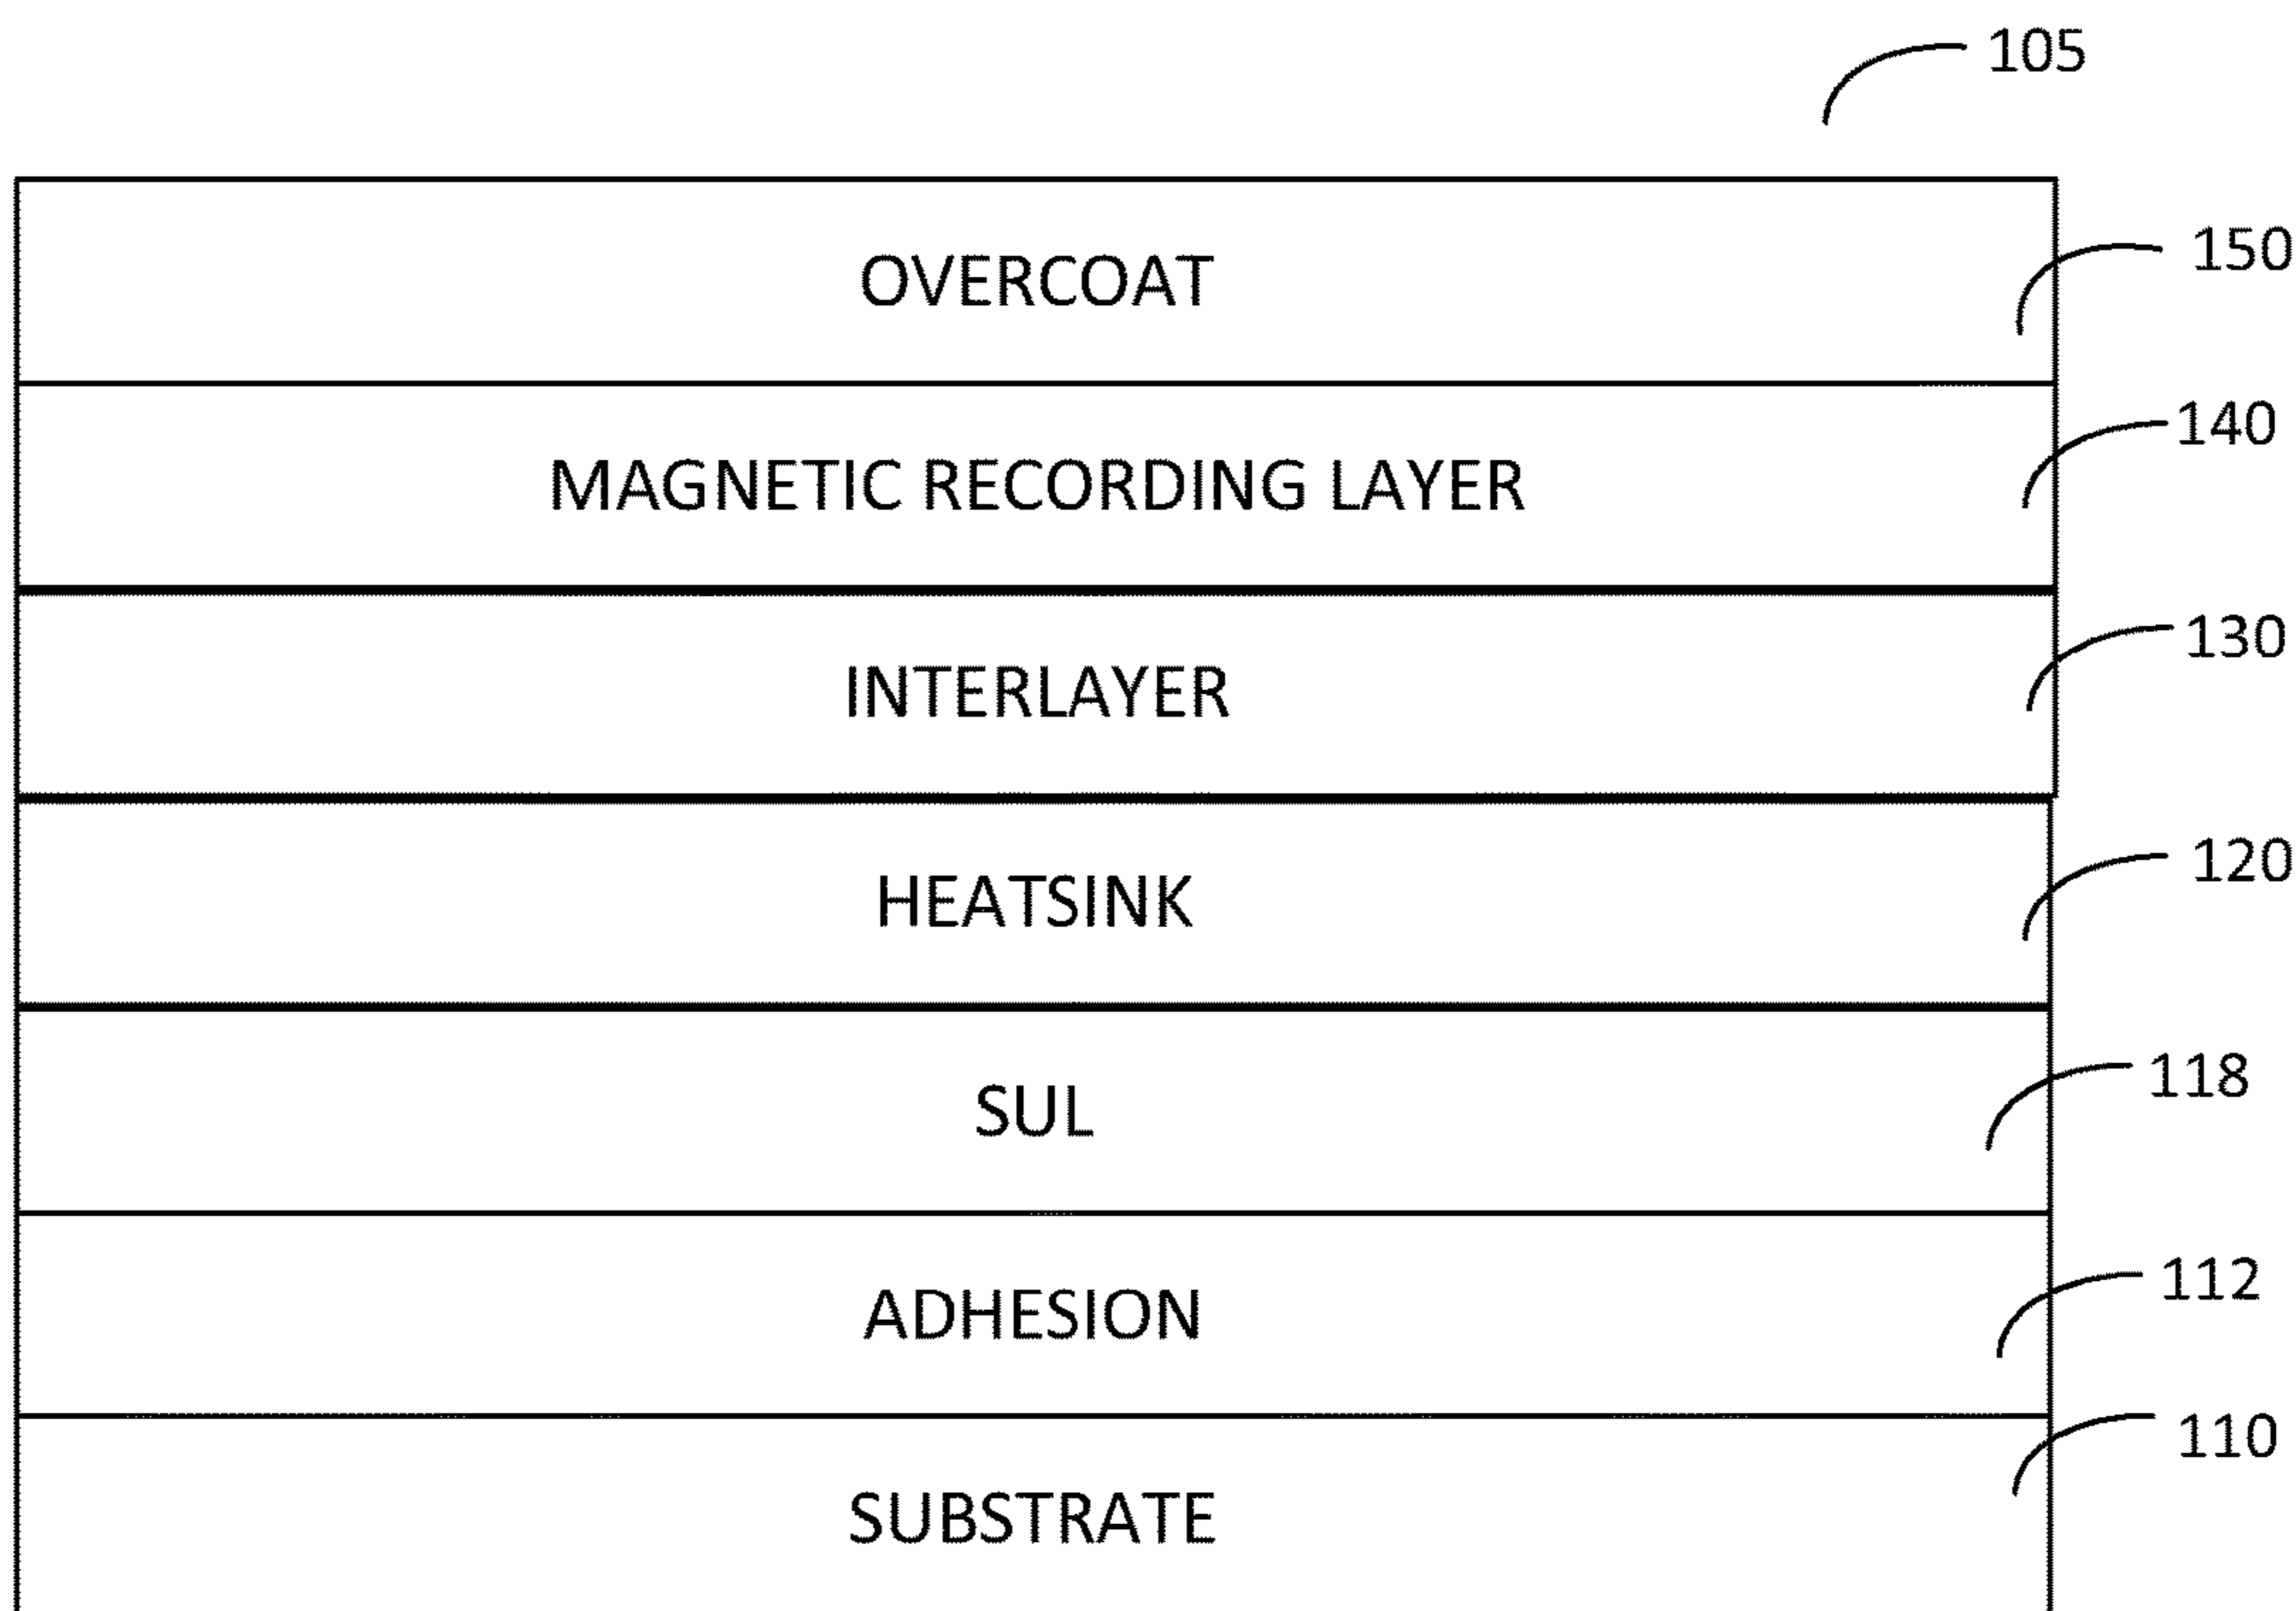 105
OVERCOAT
150
MAGNETIC RECORDING LAYER
140
INTERLAYER
130
HEATSINK
120
SUL
118
ADHESION
112
SUBSTRATE
110